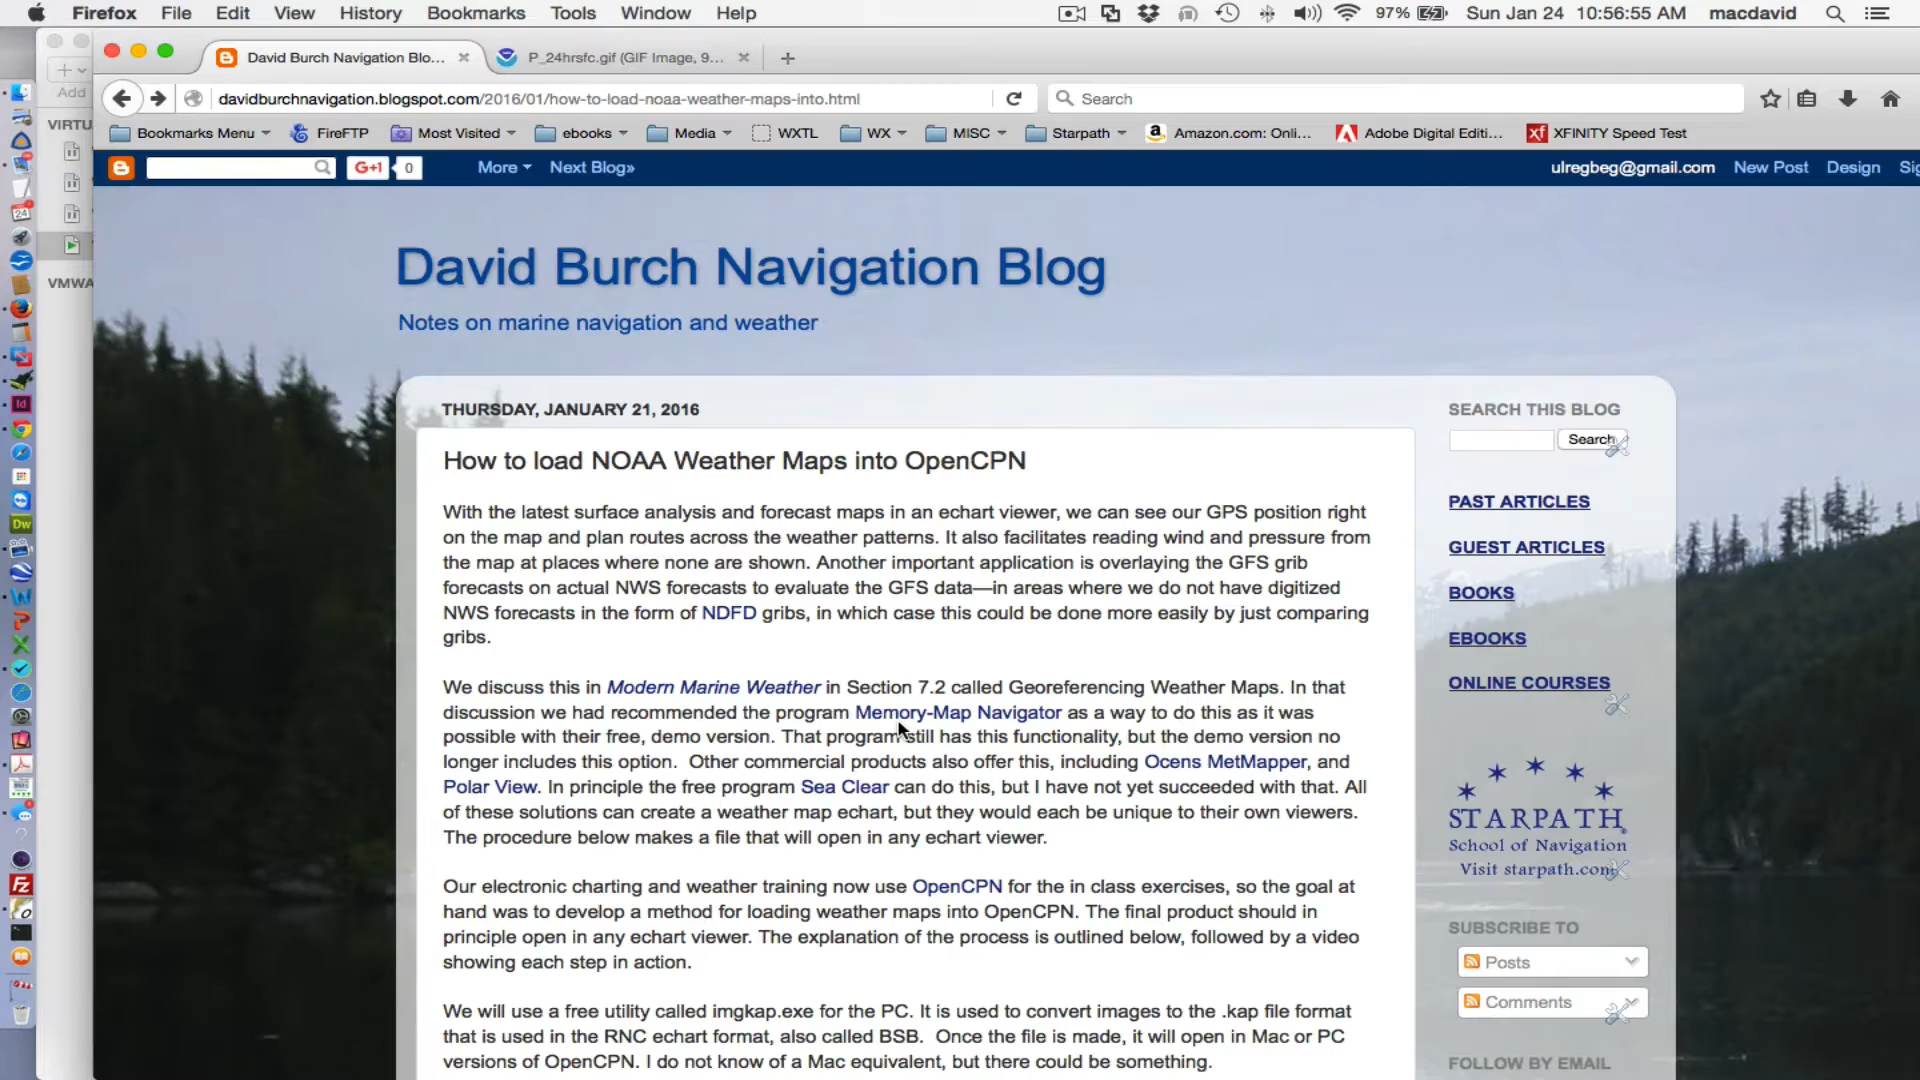 Firefox File Edit View History Bookmarks Tools Window Help
97% Sun Jan 24 10:56:55 AM macdavid
David Burch Navigation Blo...
P_24hrsfc.gif (GIF Image, 9...
Add
davidburchnavigation.blogspot.com/2016/01/how-to-load-noaa-weather-maps-into.html
Search
VIRTU
Bookmarks Menu FireFTP Most Visited ebooks Media WXTL WX MISC Starpath Amazon.com: Onli... Adobe Digital Editi... XFINITY Speed Test
G+1 0 More Next Blog» ulregbeg@gmail.com New Post Design Sig
VMWA
David Burch Navigation Blog
Notes on marine navigation and weather
THURSDAY, JANUARY 21, 2016
How to load NOAA Weather Maps into OpenCPN
With the latest surface analysis and forecast maps in an echart viewer, we can see our GPS position right
on the map and plan routes across the weather patterns. It also facilitates reading wind and pressure from
the map at places where none are shown. Another important application is overlaying the GFS grib
forecasts on actual NWS forecasts to evaluate the GFS data—in areas where we do not have digitized
NWS forecasts in the form of NDFD gribs, in which case this could be done more easily by just comparing
gribs.
We discuss this in Modern Marine Weather in Section 7.2 called Georeferencing Weather Maps. In that
discussion we had recommended the program Memory-Map Navigator as a way to do this as it was
possible with their free, demo version. That program still has this functionality, but the demo version no
longer includes this option. Other commercial products also offer this, including Ocens MetMapper, and
Polar View. In principle the free program Sea Clear can do this, but I have not yet succeeded with that. All
of these solutions can create a weather map echart, but they would each be unique to their own viewers.
The procedure below makes a file that will open in any echart viewer.
Our electronic charting and weather training now use OpenCPN for the in class exercises, so the goal at
hand was to develop a method for loading weather maps into OpenCPN. The final product should in
principle open in any echart viewer. The explanation of the process is outlined below, followed by a video
showing each step in action.
We will use a free utility called imgkap.exe for the PC. It is used to convert images to the .kap file format
that is used in the RNC echart format, also called BSB. Once the file is made, it will open in Mac or PC
versions of OpenCPN. I do not know of a Mac equivalent, but there could be something.
SEARCH THIS BLOG
Search
PAST ARTICLES
GUEST ARTICLES
BOOKS
EBOOKS
ONLINE COURSES
STARPATH®
School of Navigation
Visit starpath.com
SUBSCRIBE TO
Posts
Comments
FOLLOW BY EMAIL
24
Id
Dw
Fz